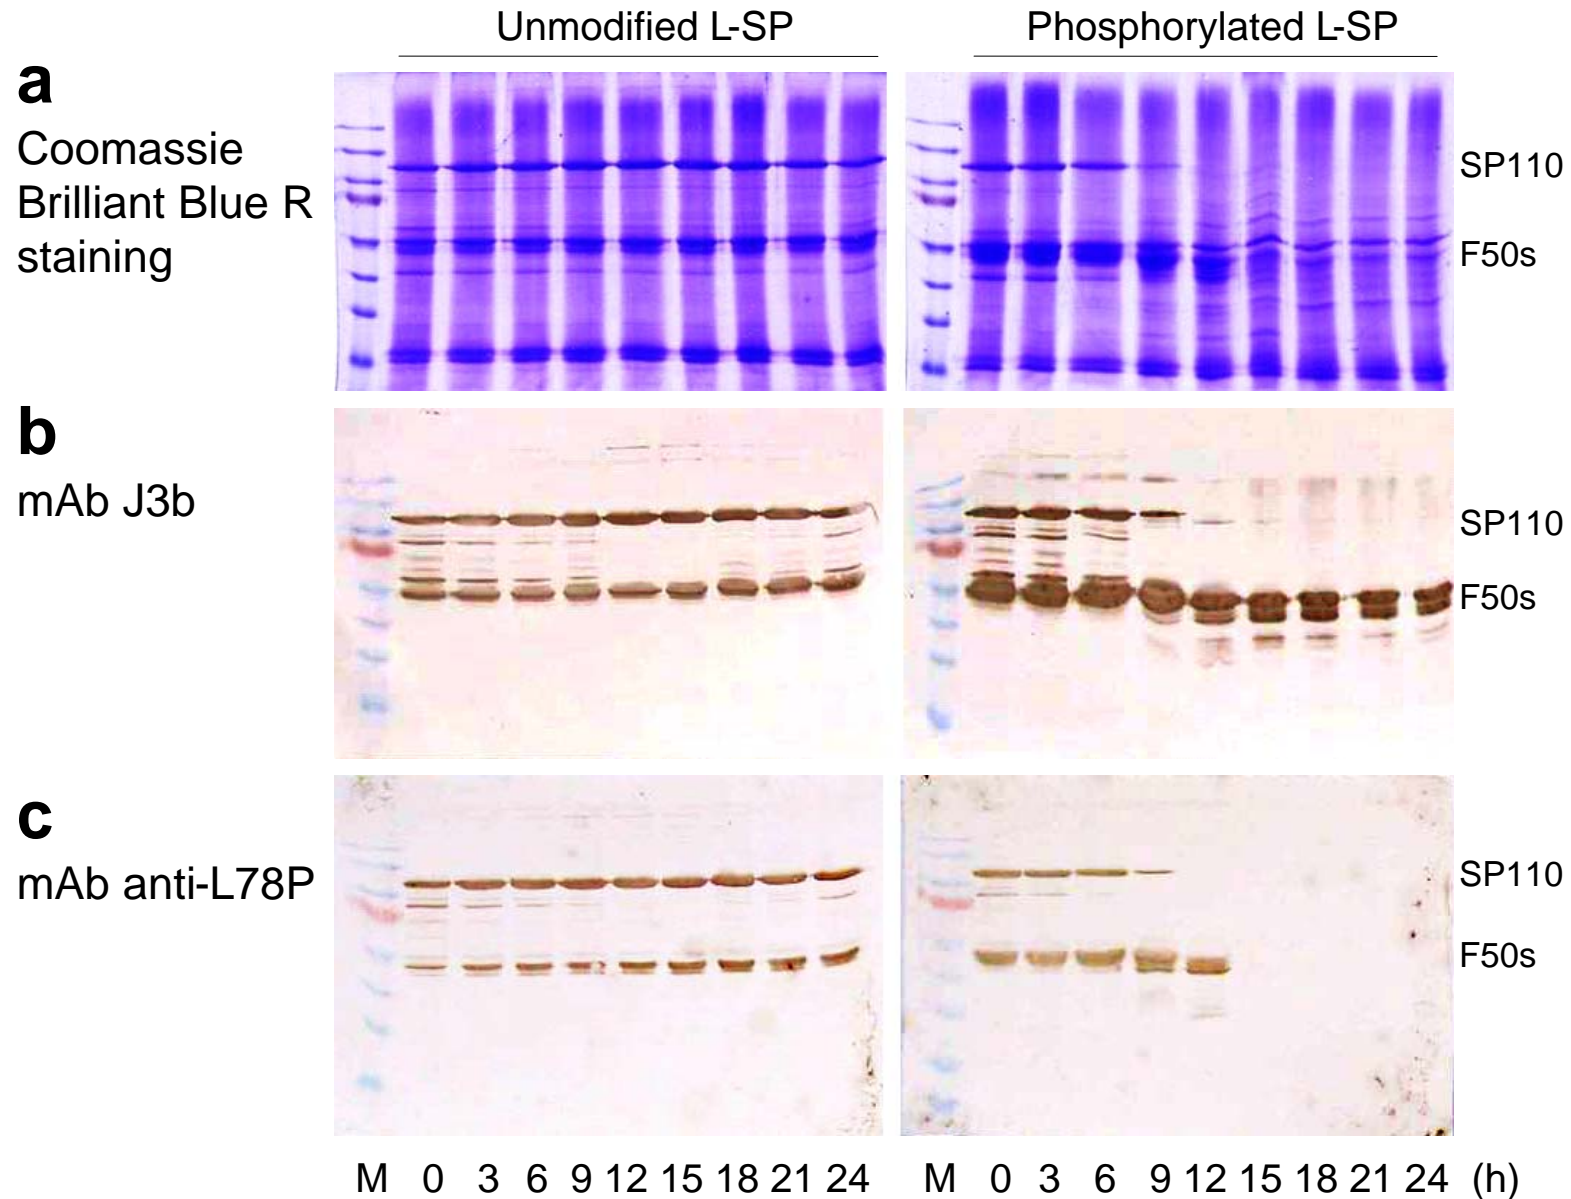 Unmodified L-SP
Phosphorylated L-SP
a
Coomassie
Brilliant Blue R
staining
SP110
F50s
b
mAb J3b
SP110
F50s
c
mAb anti-L78P
SP110
F50s
M 0 3 6 9 12 15 18 21 24
M 0 3 6 9 12 15 18 21 24 (h)